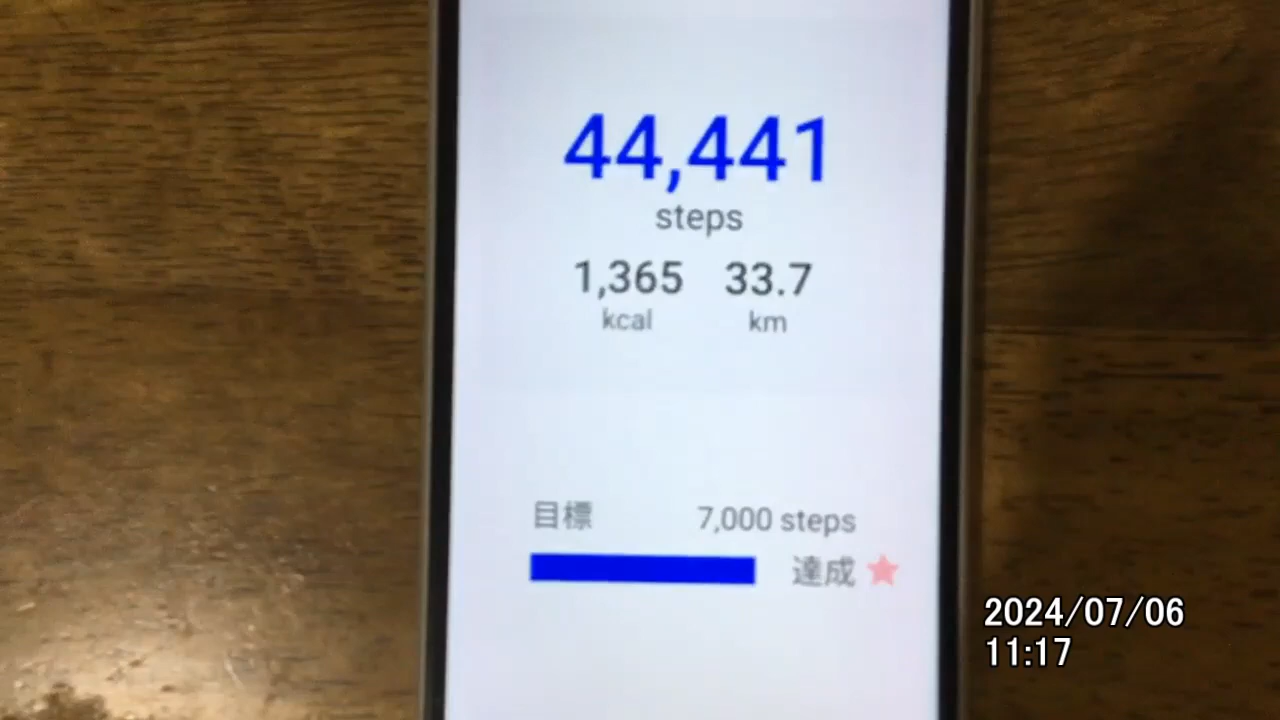 44,441
steps
1,365 33.7
kcal km
目標 7,000 steps
達成
2024/07/06
11:17